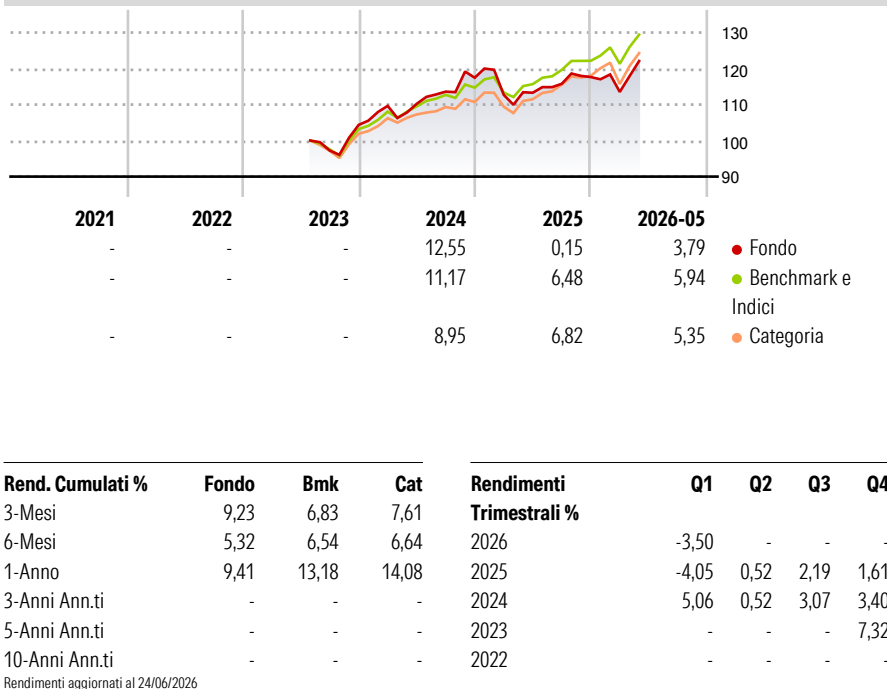 130
120
110
100
90
2021 2022 2023 2024 2025 2026-05
- - - 12,55 0,15 3,79 Fondo
- - - 11,17 6,48 5,94 Benchmark e
Indici
- - - 8,95 6,82 5,35 Categoria
Rend. Cumulati % Fondo Bmk Cat
3-Mesi 9,23 6,83 7,61
6-Mesi 5,32 6,54 6,64
1-Anno 9,41 13,18 14,08
3-Anni Ann.ti - - -
5-Anni Ann.ti - - -
10-Anni Ann.ti - - -
Rendimenti aggiornati al 24/06/2026
Rendimenti Q1 Q2 Q3 Q4
Trimestrali %
2026 -3,50 - - -
2025 -4,05 0,52 2,19 1,61
2024 5,06 0,52 3,07 3,40
2023 - - - 7,32
2022 - - - -